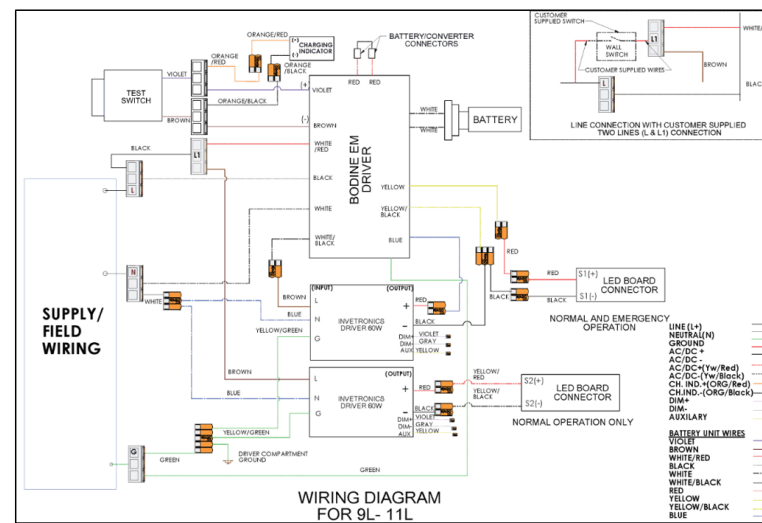 ORANGE/RED
(+)
(-)
CHARGING
INDICATOR
ORANGE
/RED
ORANGE
/BLACK
BATTERY/CONVERTER
CONNECTORS
RED RED
VIOLET
(+)
VIOLET
TEST
SWITCH
ORANGE/BLACK
BROWN
(-)
BROWN
WHITE
/RED
BLACK
L1
BLACK
L
WHITE
WHITE/
BLACK
BODINE EM
DRIVER
WHITE
WHITE
BATTERY
YELLOW
YELLOW/
BLACK
BLUE
CUSTOMER
SUPPLIED SWITCH
WALL
SWITCH
L1
BROWN
CUSTOMER SUPPLIED WIRES
L
BLACK
LINE CONNECTION WITH CUSTOMER SUPPLIED
TWO LINES (L & L1) CONNECTION
RED
RED
BLACK
BLACK
S1(+)
S1(-)
LED BOARD
CONNECTOR
NORMAL AND EMERGENCY
OPERATION
N
WHITE
SUPPLY/
FIELD
WIRING
BROWN
BLUE
YELLOW/GREEN
(INPUT)
(OUTPUT)
L
N
G
INVETRONICS
DRIVER 60W
+
-
RED
BLACK
DIM+ VIOLET
DIM- GRAY
AUX YELLOW
BROWN
BLUE
YELLOW/GREEN
(OUTPUT)
L
N
G
INVETRONICS
DRIVER 60W
+
-
RED
BLACK
DIM+ VIOLET
DIM- GRAY
AUX YELLOW
YELLOW/
RED
YELLOW/
BLACK
S2(+)
S2(-)
LED BOARD
CONNECTOR
NORMAL OPERATION ONLY
G
GREEN
DRIVER COMPARTMENT
GROUND
GREEN
LINE (L+)
NEUTRAL(N)
GROUND
AC/DC +
AC/DC -
AC/DC+(Yw/Red)
AC/DC-(Yw/Black)
CH. IND.+(ORG/Red)
CH.IND.-(ORG/Black)
DIM+
DIM-
AUXILARY
BATTERY UNIT WIRES
VIOLET
BROWN
WHITE/RED
BLACK
WHITE
WHITE/BLACK
RED
YELLOW
YELLOW/BLACK
BLUE
WIRING DIAGRAM
FOR 9L- 11L